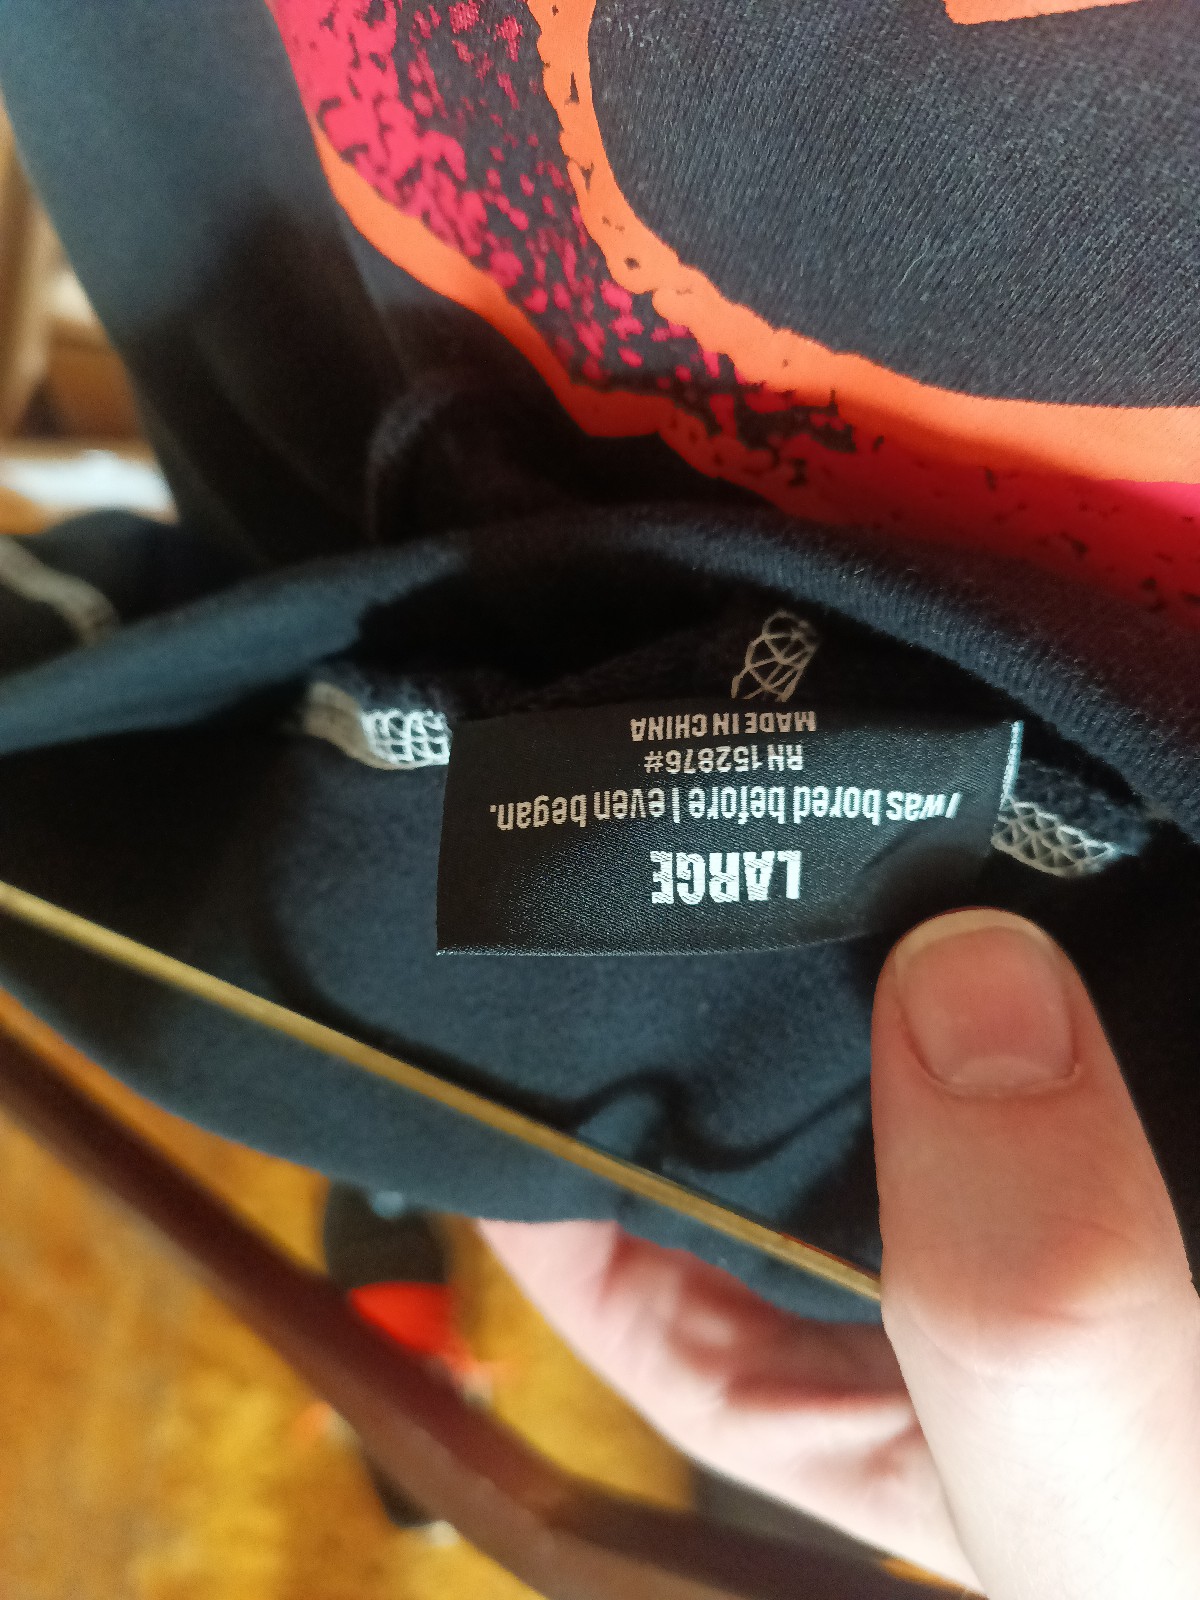 LARGE
I was bored before I even began.
RN 152876#
MADE IN CHINA